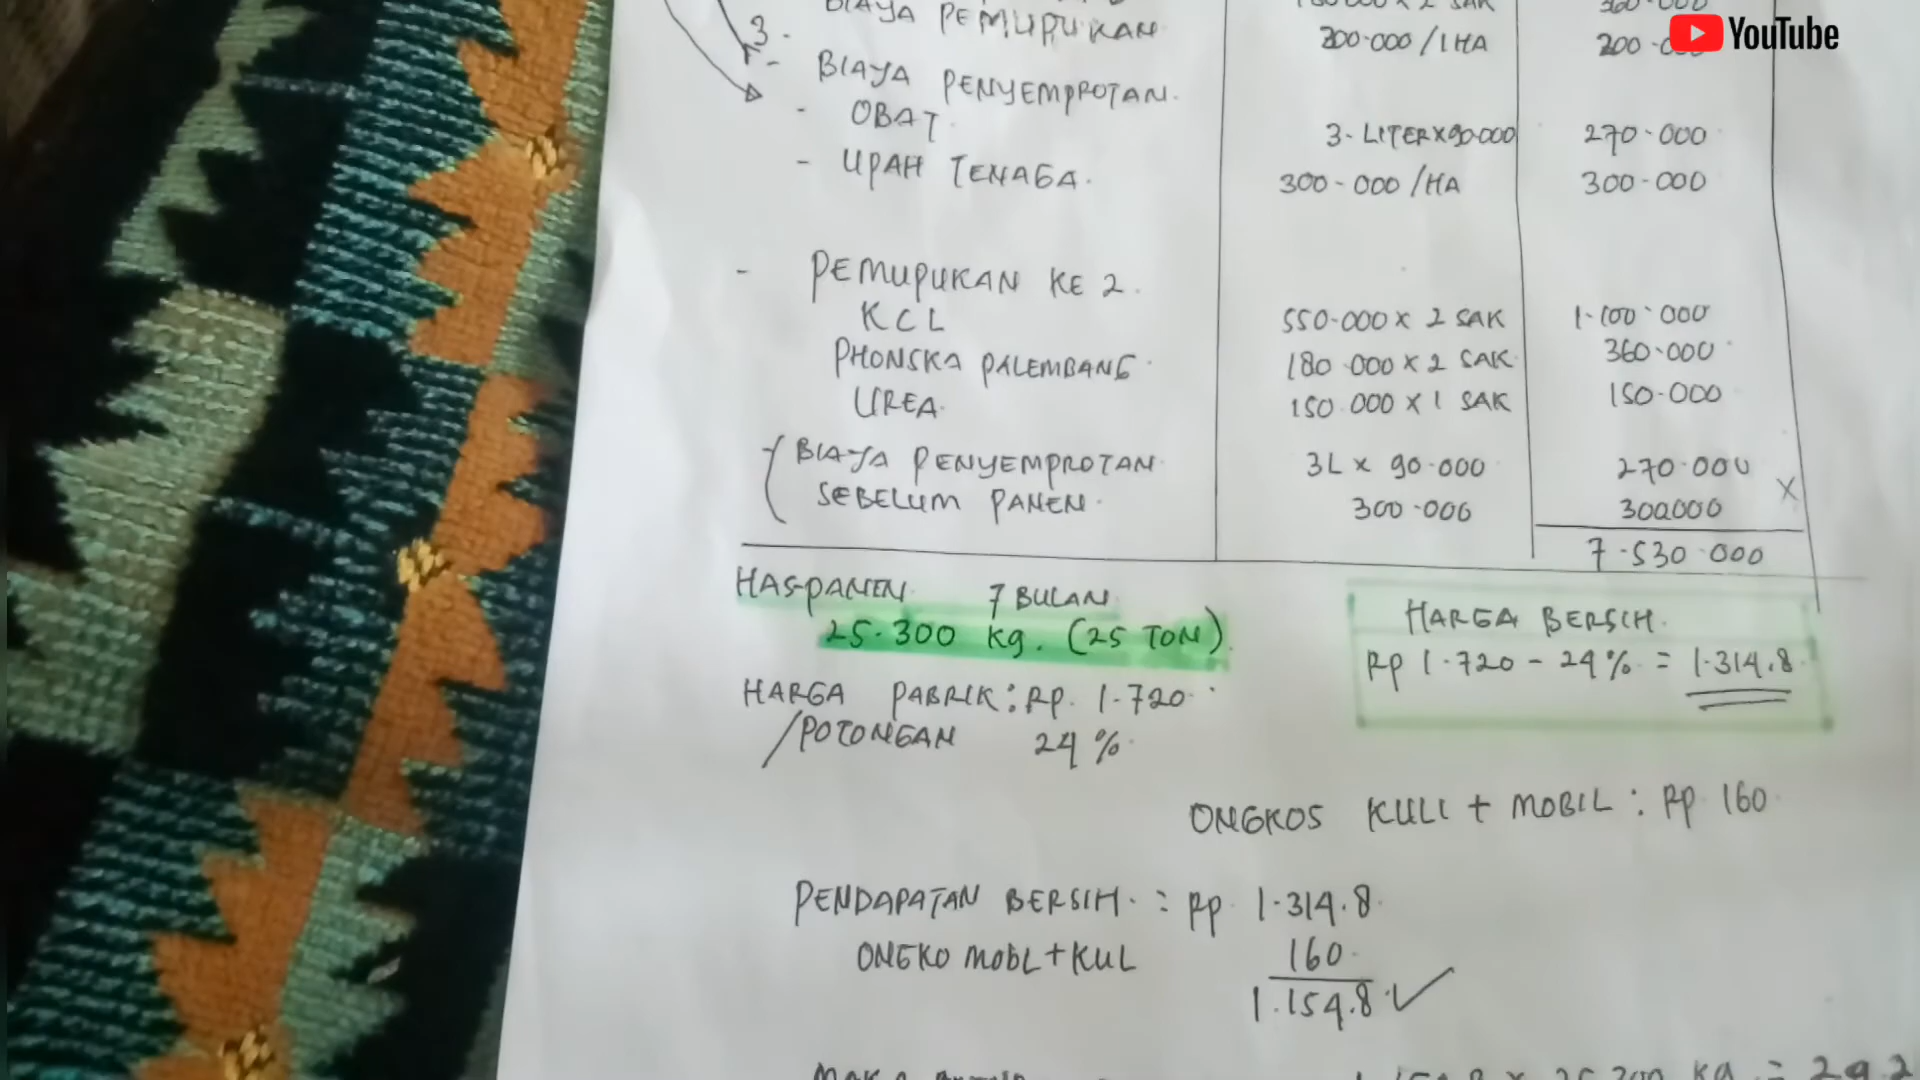 BIAYA PEMUPUKAN 200.000 / 1 HA 200.0
3.
- BIAYA PENYEMPROTAN.
- OBAT. 3- LITER X 90.000 270.000
- UPAH TENAGA. 300-000 /HA 300-000
- PEMUPUKAN KE 2.
KCL 550.000 X 2 SAK 1.100.000
PHONSKA PALEMBANG. 180.000 X 2 SAK 360.000
UREA. 150.000 X 1 SAK 150.000
BIAYA PENYEMPROTAN 3L X 90.000 270.000
SEBELUM PANEN. 300.000 300000 X
7.530.000
HAS-PANEN 7 BULAN
25.300 kg. (25 TON)
HARGA PABRIK : RP. 1.720
/POTONGAN 24%
HARGA BERSIH.
Rp 1.720 - 24% = 1.314.8
ONGKOS KULI + MOBIL : Rp 160
PENDAPATAN BERSIH. = Rp 1.314.8
ONGKO MOBL + KUL 160
1.154.8 ✓
YouTube